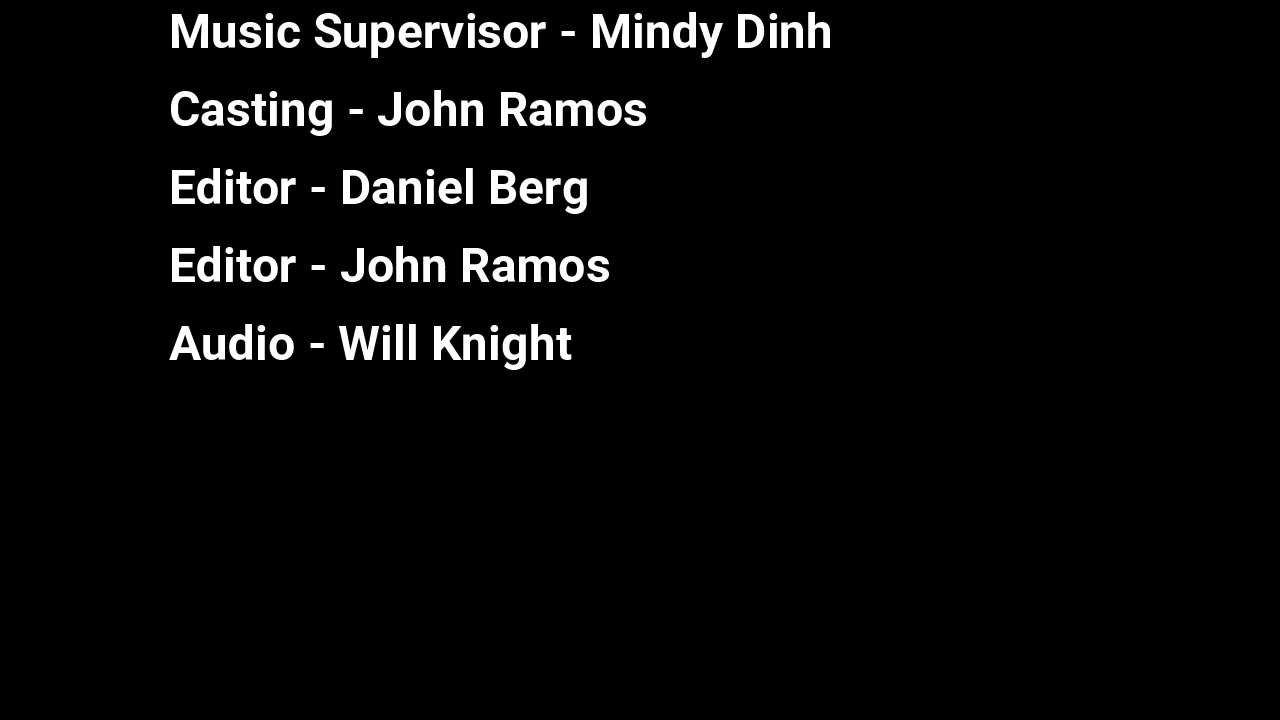 Music Supervisor - Mindy Dinh
Casting - John Ramos
Editor - Daniel Berg
Editor - John Ramos
Audio - Will Knight